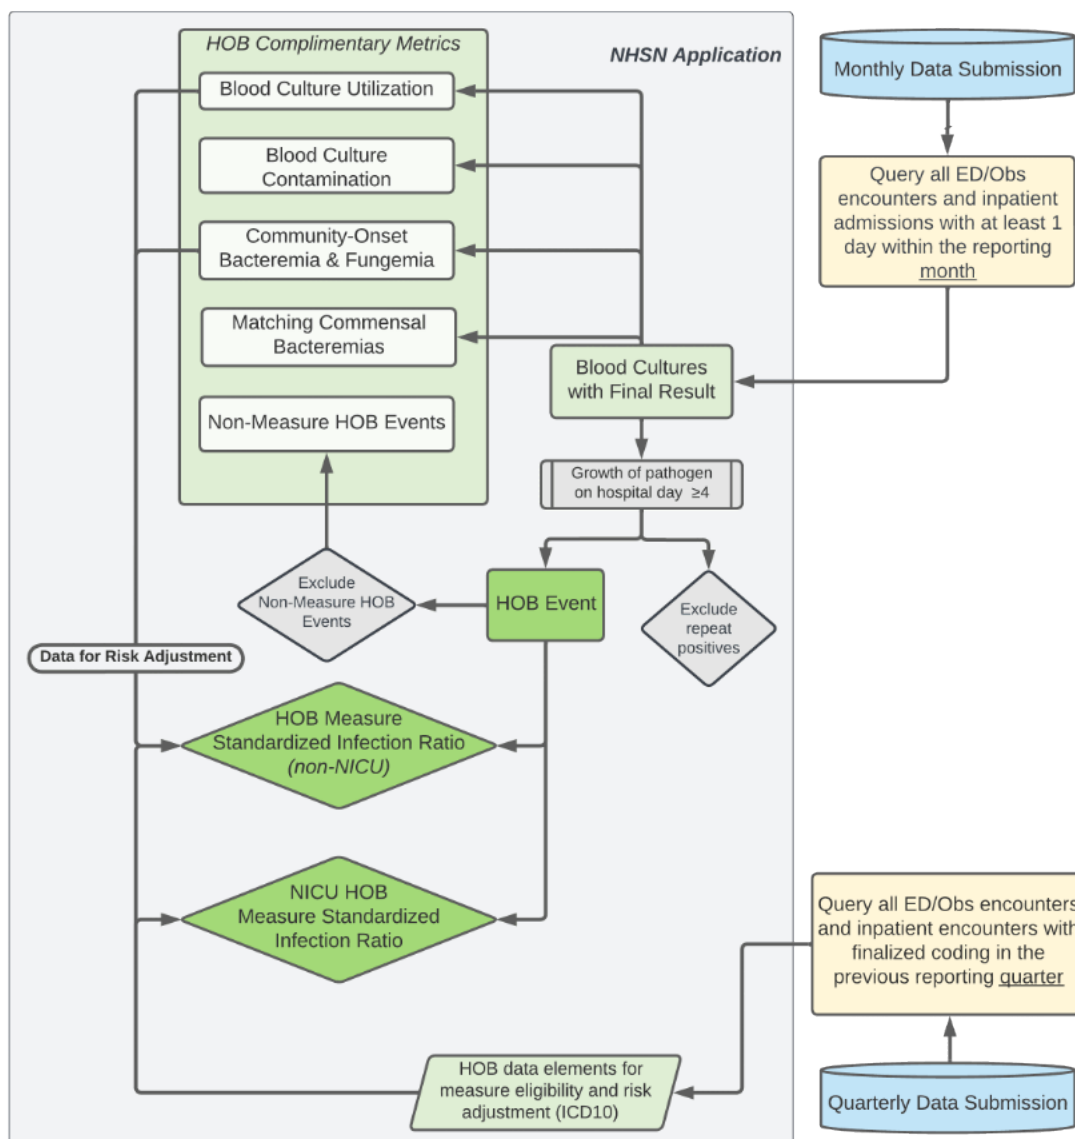 HOB Complimentary Metrics
NHSN Application
Monthly Data Submission
Blood Culture Utilization
Blood Culture
Contamination
Community-Onset
Bacteremia & Fungemia
Matching Commensal
Bacteremias
Non-Measure HOB Events
Query all ED/Obs
encounters and inpatient
admissions with at least 1
day within the reporting
month
Blood Cultures
with Final Result
Growth of pathogen
on hospital day ≥4
Exclude
Non-Measure HOB
Events
HOB Event
Exclude
repeat
positives
Data for Risk Adjustment
HOB Measure
Standardized Infection Ratio
(non-NICU)
NICU HOB
Measure Standardized
Infection Ratio
Query all ED/Obs encounters
and inpatient encounters with
finalized coding in the
previous reporting quarter
HOB data elements for
measure eligibility and risk
adjustment (ICD10)
Quarterly Data Submission